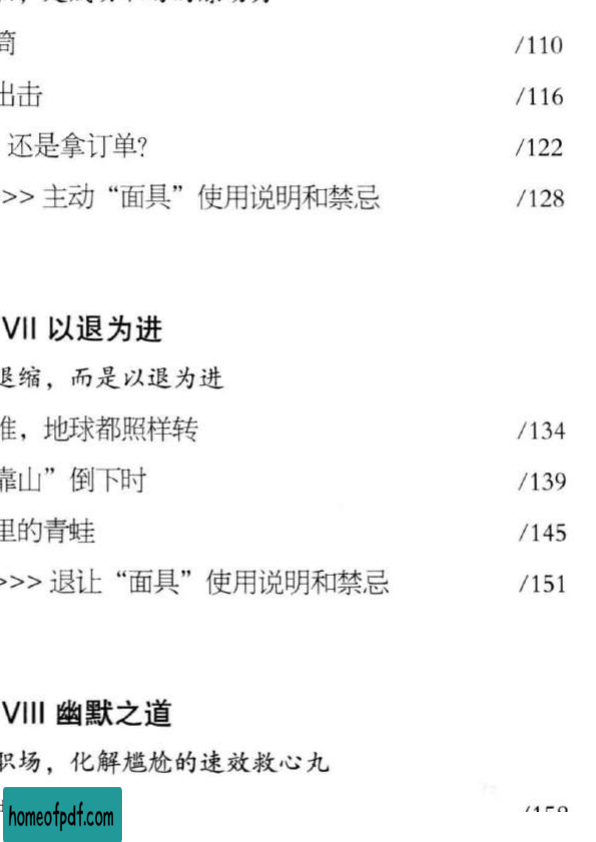 筒 /110
出击 /116
还是拿订单? /122
>> 主动“面具”使用说明和禁忌 /128
VII 以退为进
退缩，而是以退为进
准，地球都照样转 /134
靠山”倒下时 /139
里的青蛙 /145
>>> 退让“面具”使用说明和禁忌 /151
VIII 幽默之道
职场，化解尴尬的速效救心丸
homeofpdf.com